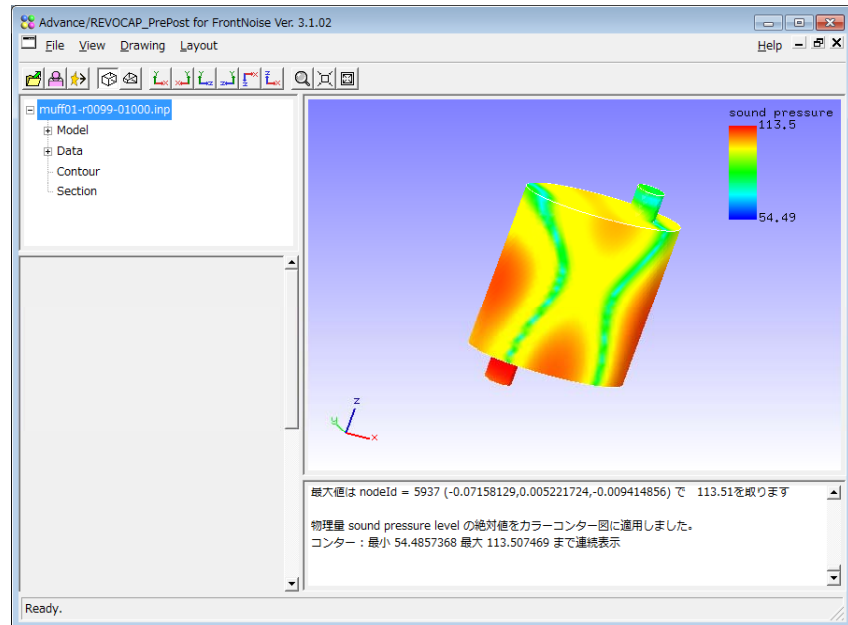 Advance/REVOCAP_PrePost for FrontNoise Ver. 3.1.02
File View Drawing Layout Help
muff01-r0099-01000.inp
Model
Data
Contour
Section
sound pressure
113.5
54.49
z
y
x
最大値は nodeId = 5937 (-0.07158129,0.005221724,-0.009414856) で 113.51を取ります
物理量 sound pressure level の絶対値をカラーコンター図に適用しました。
コンター：最小 54.4857368 最大 113.507469 まで連続表示
Ready.